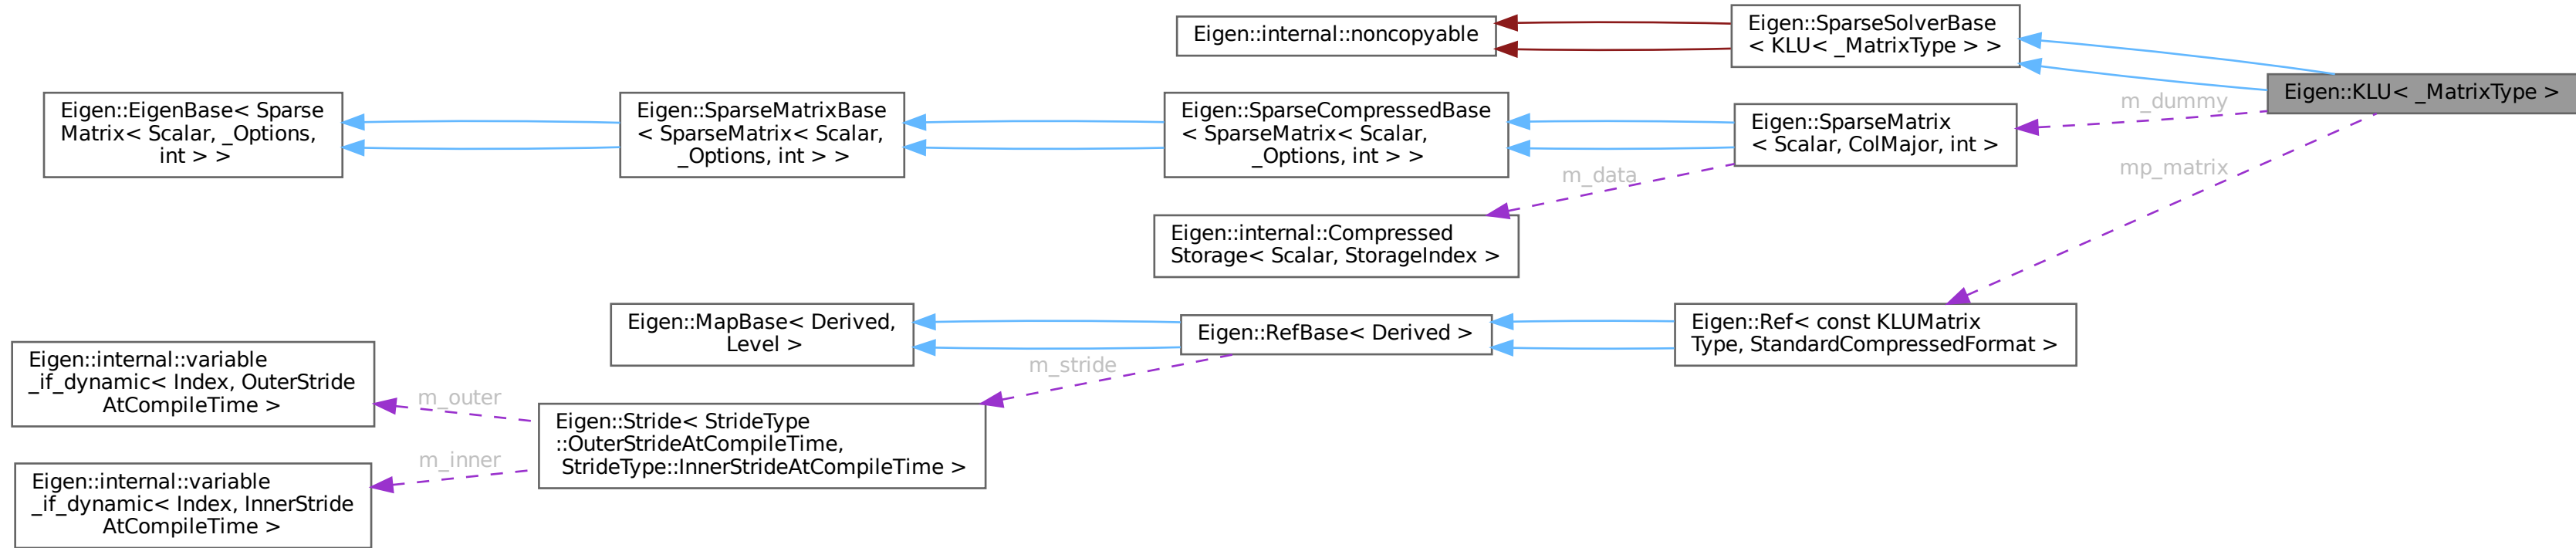 Eigen::internal::noncopyable
Eigen::SparseSolverBase
< KLU< _MatrixType > >
Eigen::KLU< _MatrixType >
Eigen::EigenBase< Sparse
Matrix< Scalar, _Options,
int > >
Eigen::SparseMatrixBase
< SparseMatrix< Scalar,
_Options, int > >
Eigen::SparseCompressedBase
< SparseMatrix< Scalar,
_Options, int > >
Eigen::SparseMatrix
< Scalar, ColMajor, int >
m_dummy
mp_matrix
m_data
Eigen::internal::Compressed
Storage< Scalar, StorageIndex >
Eigen::MapBase< Derived,
Level >
Eigen::RefBase< Derived >
Eigen::Ref< const KLUMatrix
Type, StandardCompressedFormat >
m_stride
Eigen::internal::variable
_if_dynamic< Index, OuterStride
AtCompileTime >
m_outer
Eigen::Stride< StrideType
::OuterStrideAtCompileTime,
StrideType::InnerStrideAtCompileTime >
m_inner
Eigen::internal::variable
_if_dynamic< Index, InnerStride
AtCompileTime >